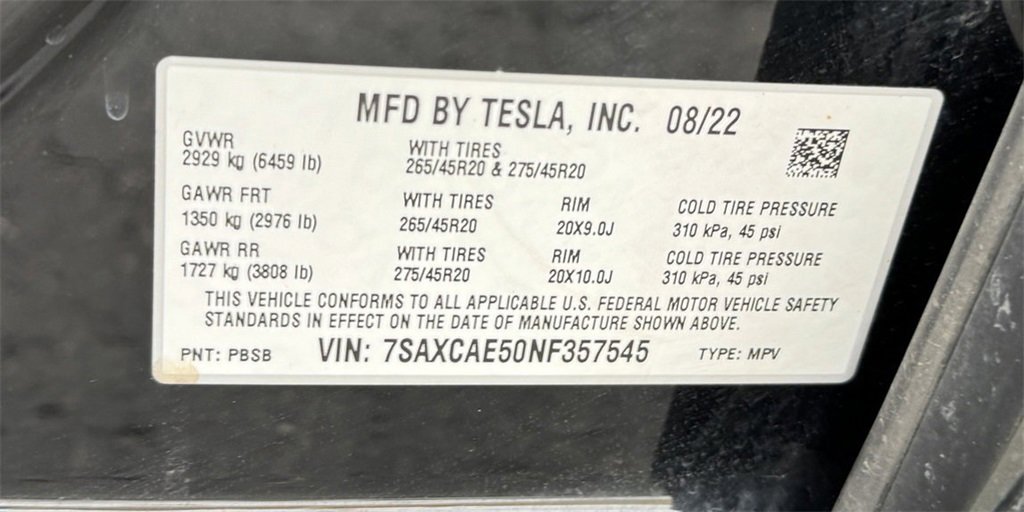 MFD BY TESLA, INC. 08/22
GVWR WITH TIRES
2929 kg (6459 lb) 265/45R20 & 275/45R20
GAWR FRT WITH TIRES RIM COLD TIRE PRESSURE
1350 kg (2976 lb) 265/45R20 20X9.0J 310 kPa, 45 psi
GAWR RR WITH TIRES RIM COLD TIRE PRESSURE
1727 kg (3808 lb) 275/45R20 20X10.0J 310 kPa, 45 psi
THIS VEHICLE CONFORMS TO ALL APPLICABLE U.S. FEDERAL MOTOR VEHICLE SAFETY
STANDARDS IN EFFECT ON THE DATE OF MANUFACTURE SHOWN ABOVE.
PNT: PBSB VIN: 7SAXCAE50NF357545 TYPE: MPV